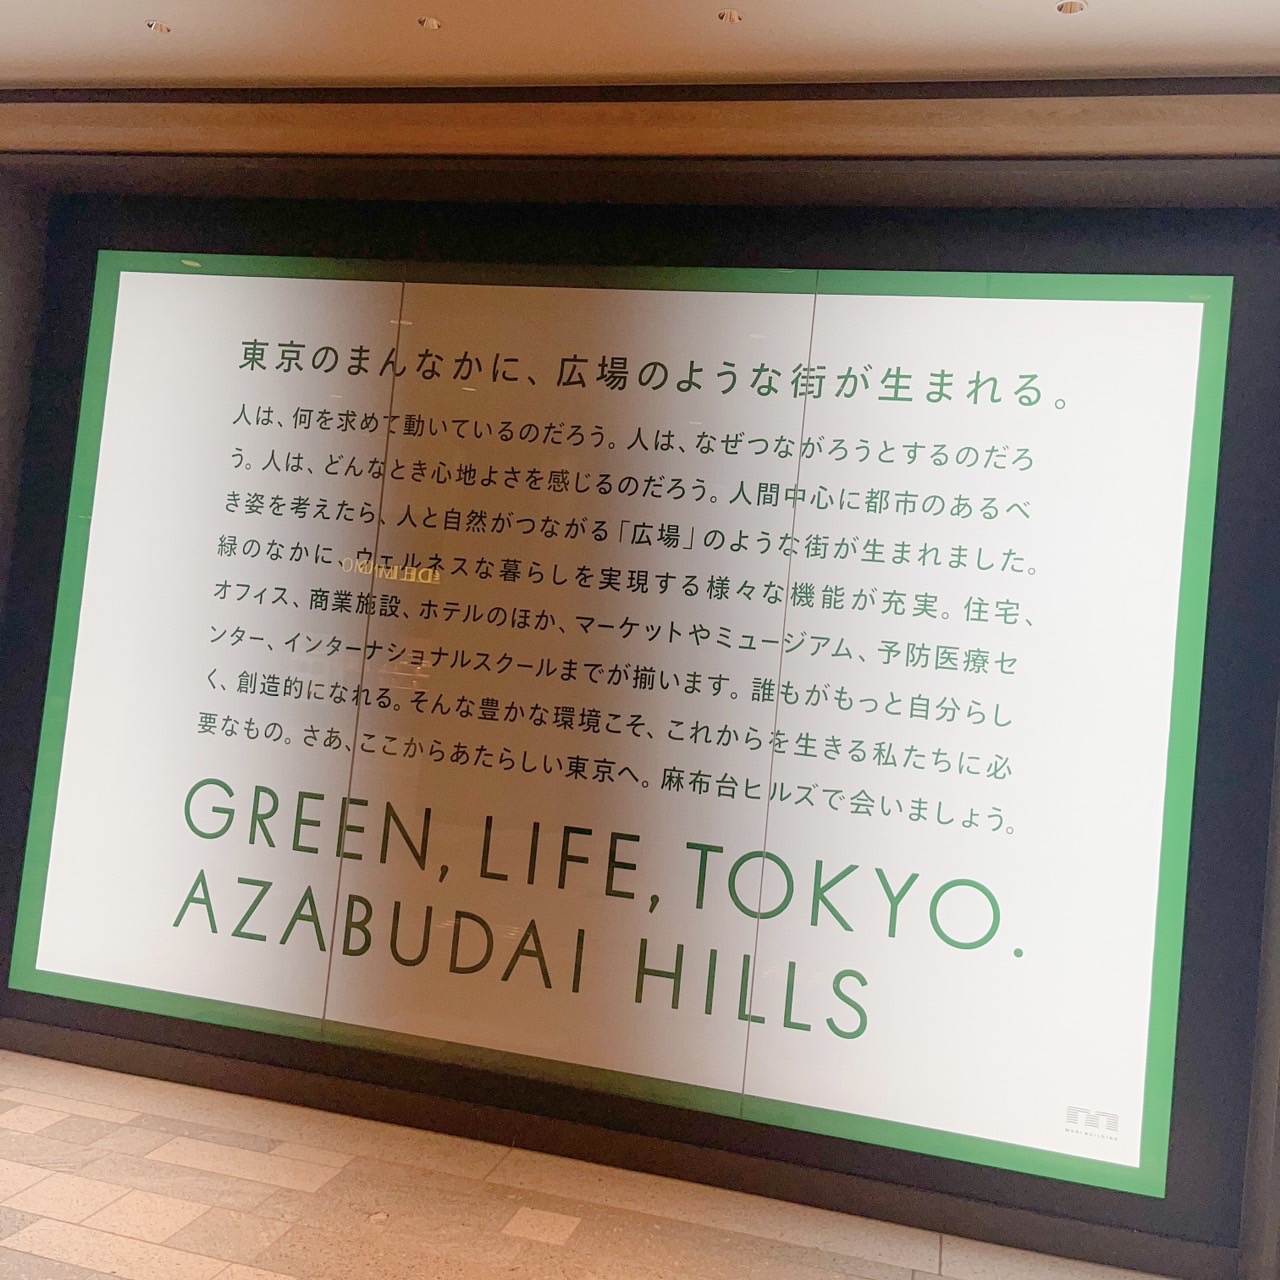 東京のまんなかに、広場のような街が生まれる。
人は、何を求めて動いているのだろう。人は、なぜつながろうとするのだろ
う。人は、どんなとき心地よさを感じるのだろう。人間中心に都市のあるべ
き姿を考えたら、人と自然がつながる「広場」のような街が生まれました。
緑のなかに、ウェルネスな暮らしを実現する様々な機能が充実。住宅、
オフィス、商業施設、ホテルのほか、マーケットやミュージアム、予防医療セ
ンター、インターナショナルスクールまでが揃います。誰もがもっと自分らし
く、創造的になれる。そんな豊かな環境こそ、これからを生きる私たちに必
要なもの。さあ、ここからあたらしい東京へ。麻布台ヒルズで会いましょう。
GREEN, LIFE, TOKYO.
AZABUDAI HILLS
MORI BUILDING